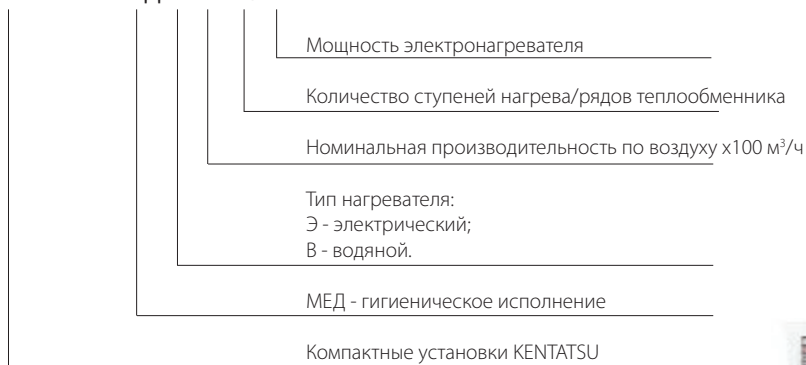 Мощность электронагревателя
Количество ступеней нагрева/рядов теплообменника
Номинальная производительность по воздуху x100 м³/ч
Тип нагревателя:
Э - электрический;
В - водяной.
МЕД - гигиеническое исполнение
Компактные установки KENTATSU